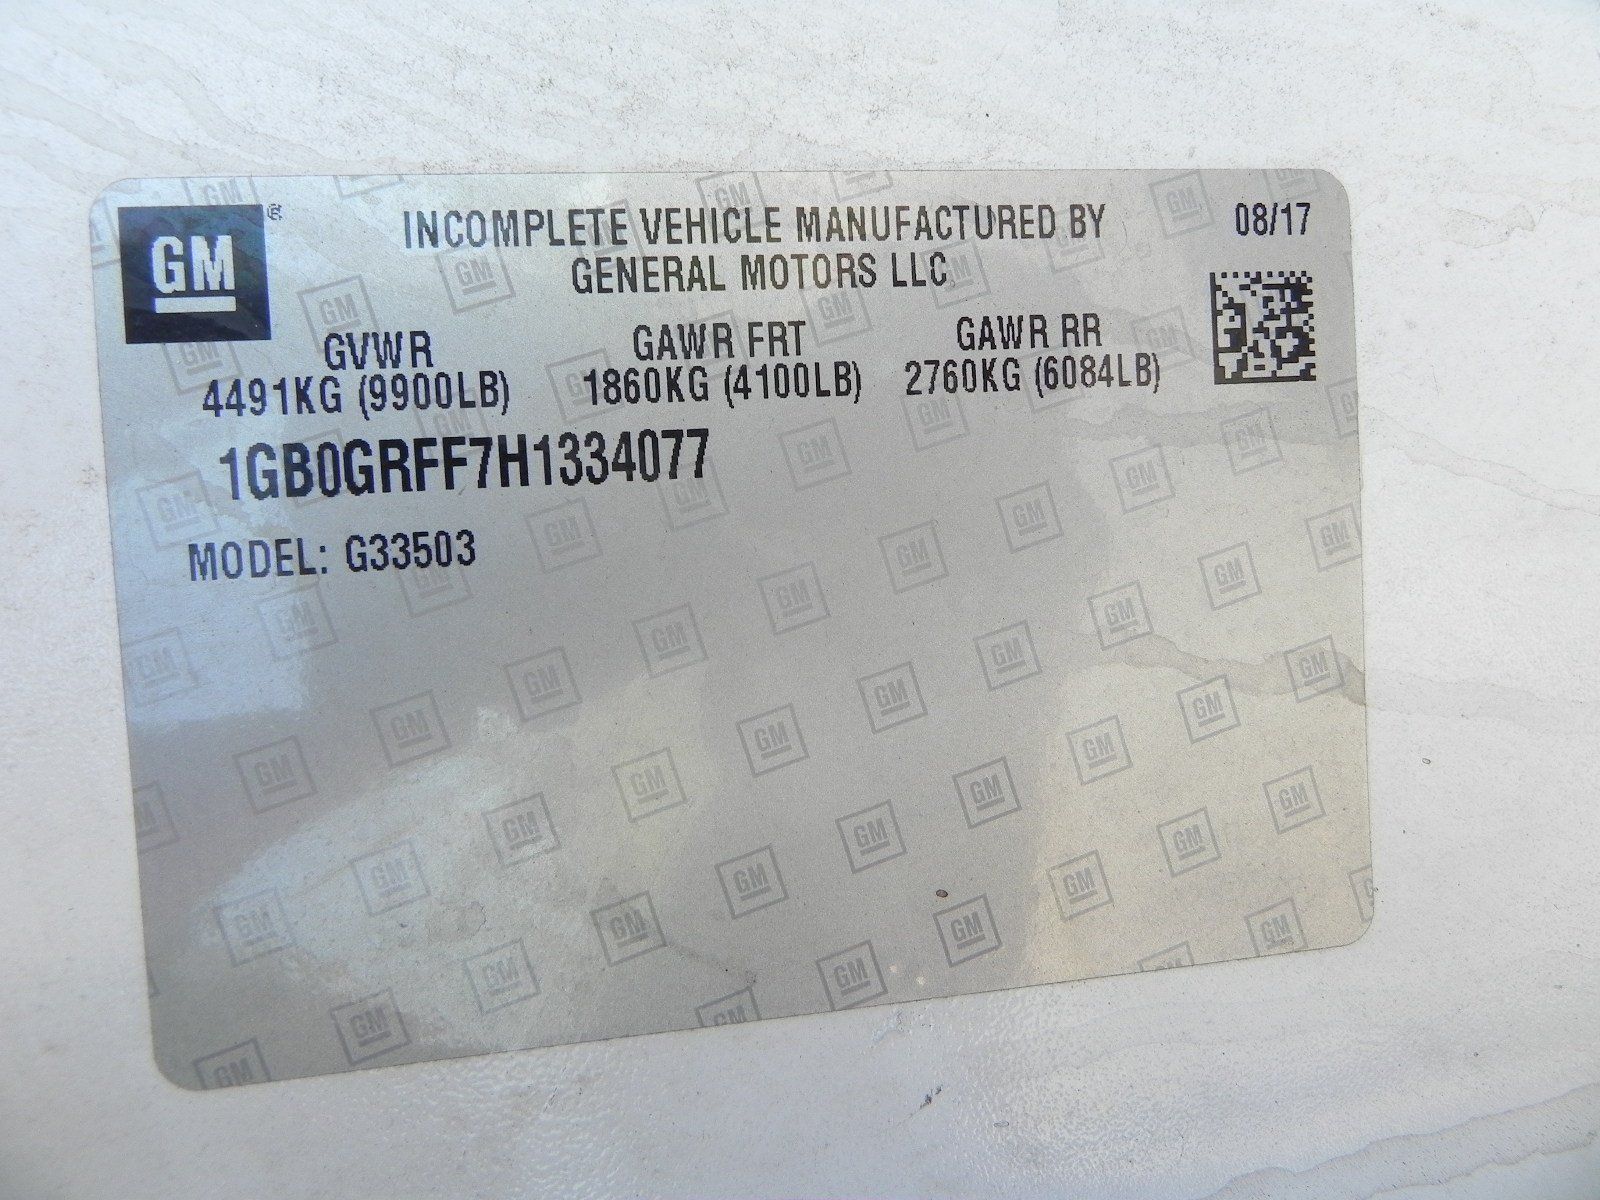 GM
INCOMPLETE VEHICLE MANUFACTURED BY
08/17
GENERAL MOTORS LLC
GVWR
GAWR FRT
GAWR RR
4491KG (9900LB)
1860KG (4100LB)
2760KG (6084LB)
1GB0GRFF7H1334077
MODEL: G33503